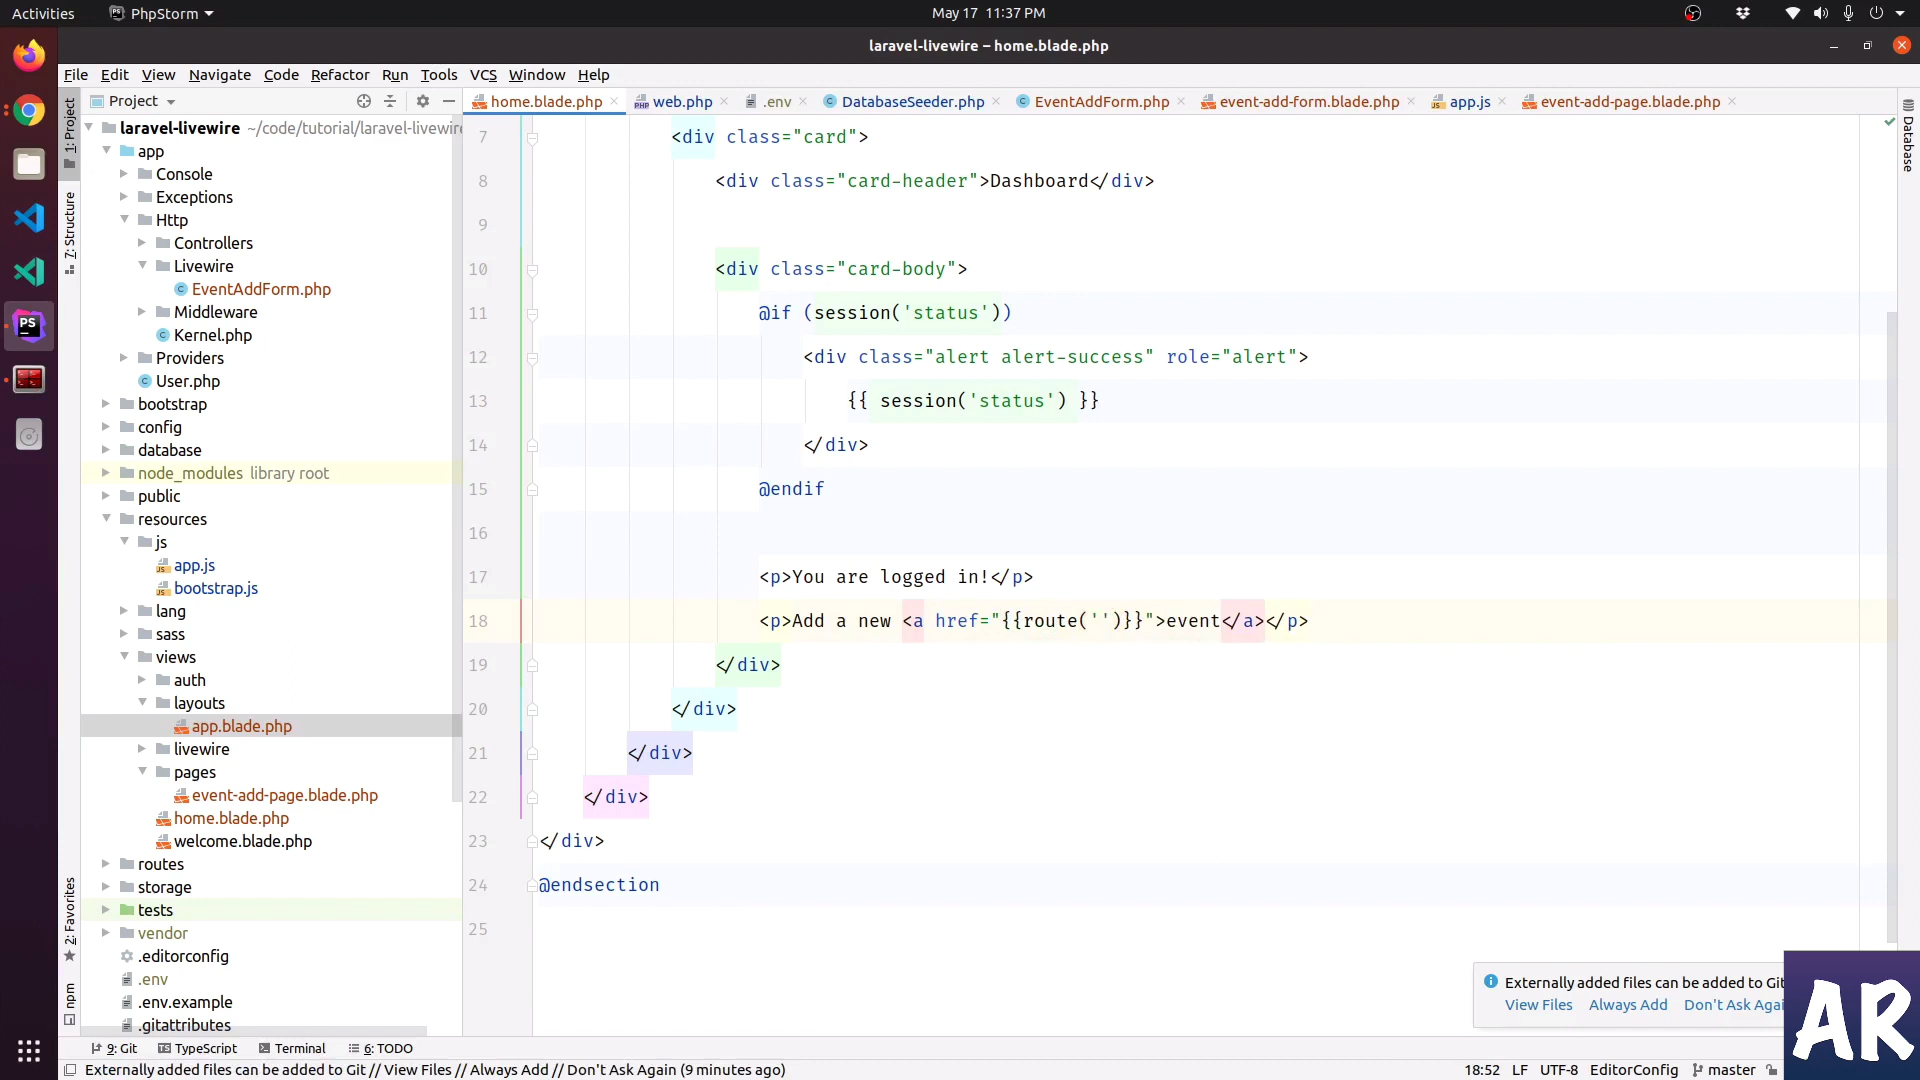 Activities PhpStorm May 17 11:37 PM
laravel-livewire – home.blade.php
File Edit View Navigate Code Refactor Run Tools VCS Window Help
Project home.blade.php web.php .env DatabaseSeeder.php EventAddForm.php event-add-form.blade.php app.js event-add-page.blade.php
1: Project
7: Structure
2: Favorites
npm
Database
laravel-livewire ~/code/tutorial/laravel-livewire
app
Console
Exceptions
Http
Controllers
Livewire
EventAddForm.php
Middleware
Kernel.php
Providers
User.php
bootstrap
config
database
node_modules library root
public
resources
js
app.js
bootstrap.js
lang
sass
views
auth
layouts
app.blade.php
livewire
pages
event-add-page.blade.php
home.blade.php
welcome.blade.php
routes
storage
tests
vendor
.editorconfig
.env
.env.example
.gitattributes
7 <div class="card">
8 <div class="card-header">Dashboard</div>
9
10 <div class="card-body">
11 @if (session('status'))
12 <div class="alert alert-success" role="alert">
13 {{ session('status') }}
14 </div>
15 @endif
16
17 <p>You are logged in!</p>
18 <p>Add a new <a href="{{route('')}}">event</a></p>
19 </div>
20 </div>
21 </div>
22 </div>
23 </div>
24 @endsection
25
Externally added files can be added to Git
View Files Always Add Don't Ask Agai
AR
9: Git TypeScript Terminal 6: TODO
Externally added files can be added to Git // View Files // Always Add // Don't Ask Again (9 minutes ago) 18:52 LF UTF-8 EditorConfig master